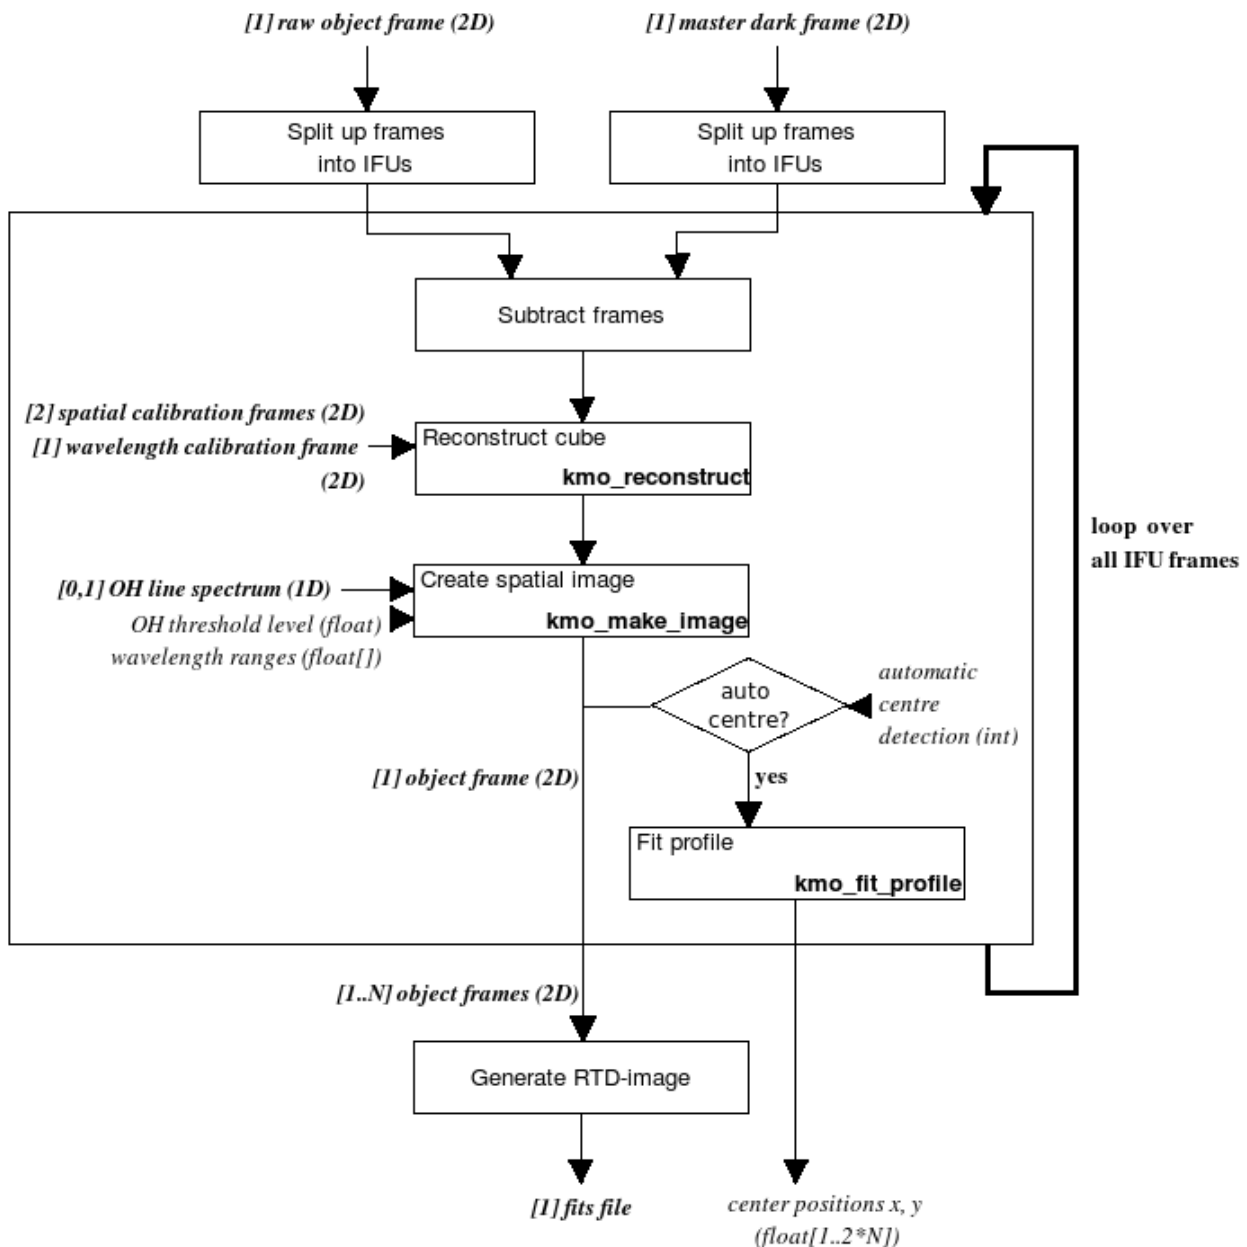 [1] raw object frame (2D)
[1] master dark frame (2D)
Split up frames
into IFUs
Split up frames
into IFUs
Subtract frames
[2] spatial calibration frames (2D)
[1] wavelength calibration frame
(2D)
Reconstruct cube
kmo_reconstruct
loop over
all IFU frames
[0,1] OH line spectrum (1D)
OH threshold level (float)
wavelength ranges (float[])
Create spatial image
kmo_make_image
auto
centre?
automatic
centre
detection (int)
[1] object frame (2D)
yes
Fit profile
kmo_fit_profile
[1..N] object frames (2D)
Generate RTD-image
[1] fits file
center positions x, y
(float[1..2*N])